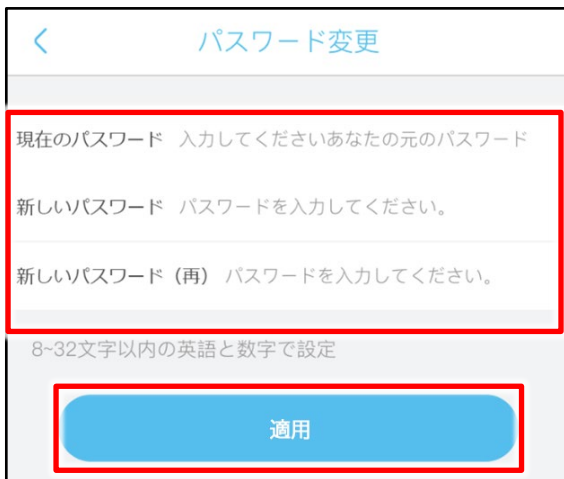 パスワード変更
現在のパスワード 入力してくださいあなたの元のパスワード
新しいパスワード パスワードを入力してください。
新しいパスワード（再） パスワードを入力してください。
8~32文字以内の英語と数字で設定
適用